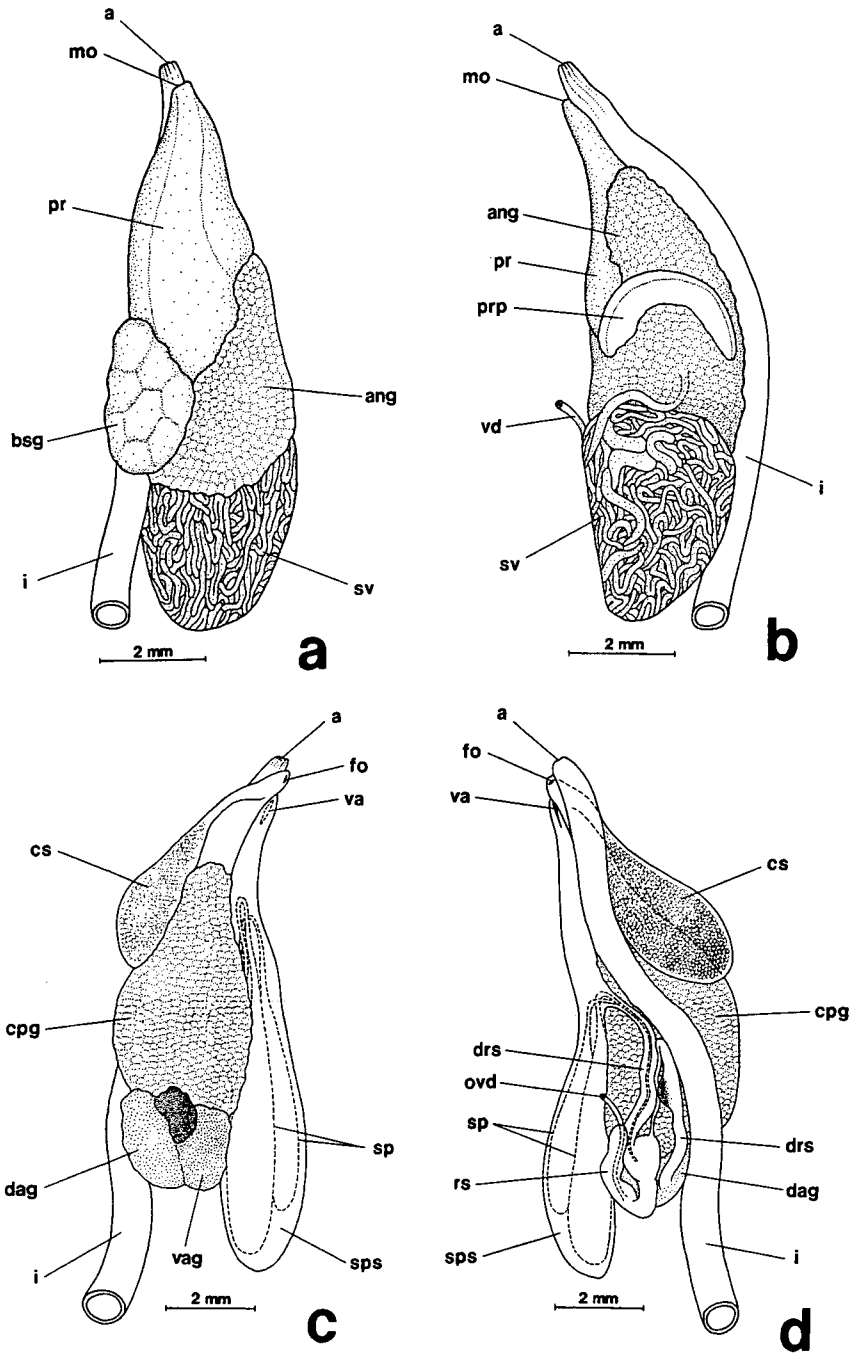 a
mo
pr
bsg
i
ang
sv
2 mm
a
a
mo
ang
pr
prp
vd
sv
i
2 mm
b
a
fo
va
cs
cpg
dag
i
vag
sp
sps
2 mm
c
a
fo
va
cs
cpg
drs
ovd
sp
rs
sps
drs
dag
i
2 mm
d